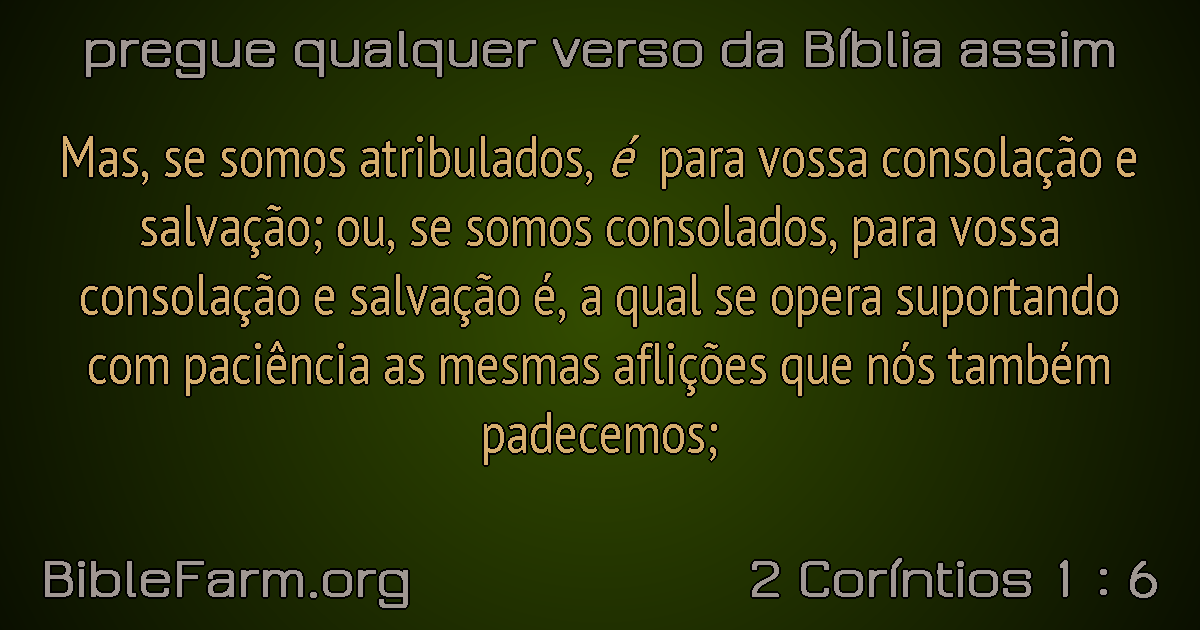 pregue qualquer verso da Bíblia assim
Mas, se somos atribulados, é para vossa consolação e
salvação; ou, se somos consolados, para vossa
consolação e salvação é, a qual se opera suportando
com paciência as mesmas aflições que nós também
padecemos;
BibleFarm.org
2 Coríntios 1 : 6